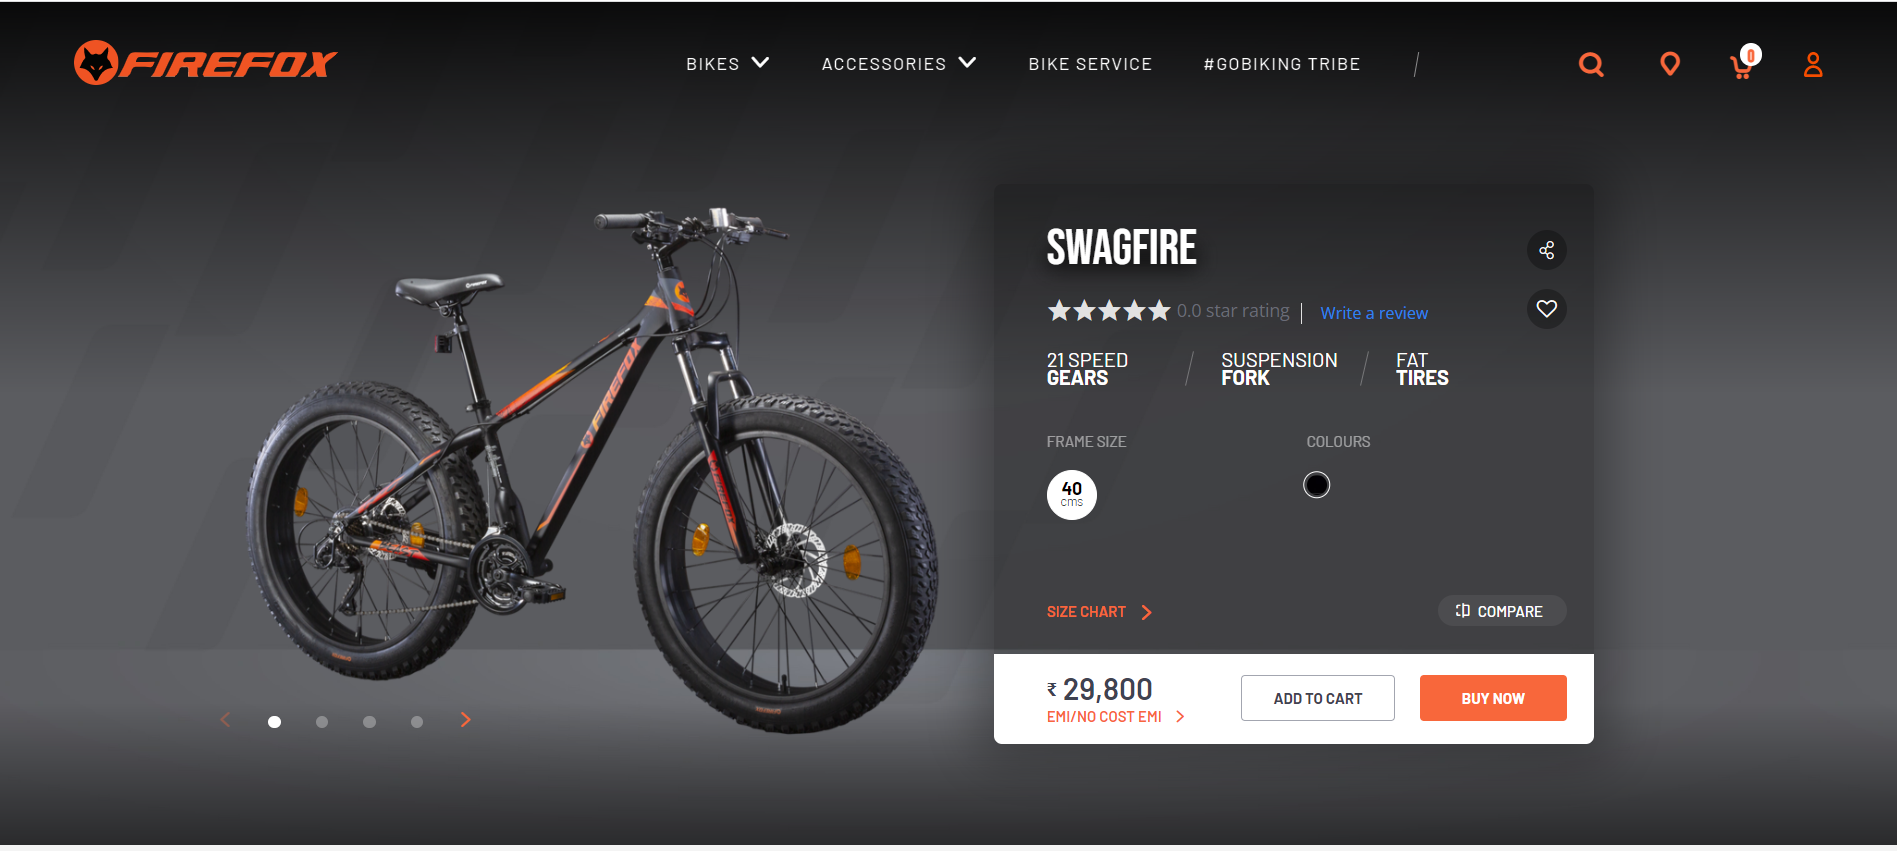 FIREFOX
BIKES
ACCESSORIES
BIKE SERVICE
#GOBIKING TRIBE
0
FIREFOX
SWAGFIRE
0.0 star rating
Write a review
21 SPEED
GEARS
SUSPENSION
FORK
FAT
TIRES
FRAME SIZE
COLOURS
40
cms
SIZE CHART
COMPARE
₹ 29,800
EMI/NO COST EMI
ADD TO CART
BUY NOW